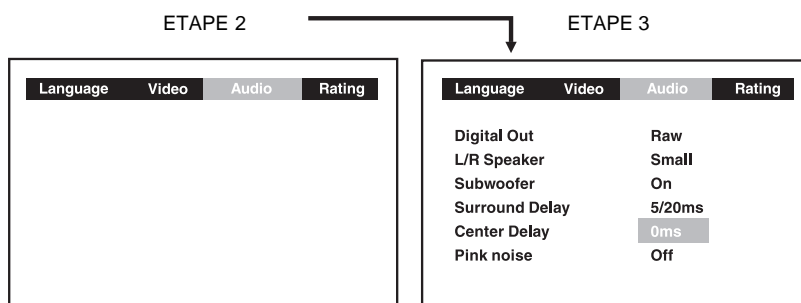 ETAPE 2
ETAPE 3
Language Video Audio Rating
Language Video Audio Rating
Digital Out Raw
L/R Speaker Small
Subwoofer On
Surround Delay 5/20ms
Center Delay 0ms
Pink noise Off